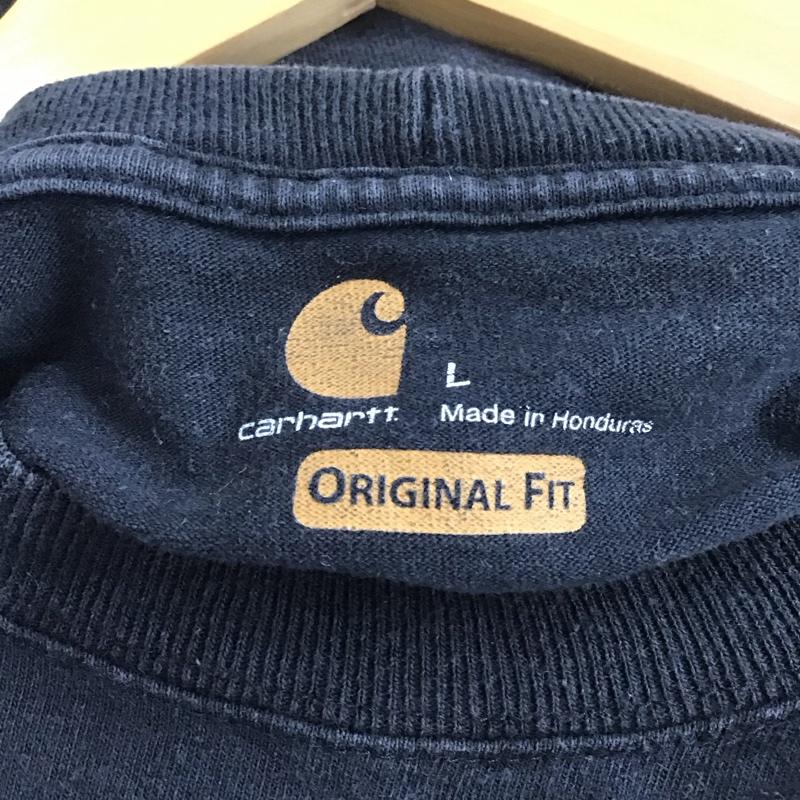 L
carhartt
Made in Honduras
ORIGINAL FIT